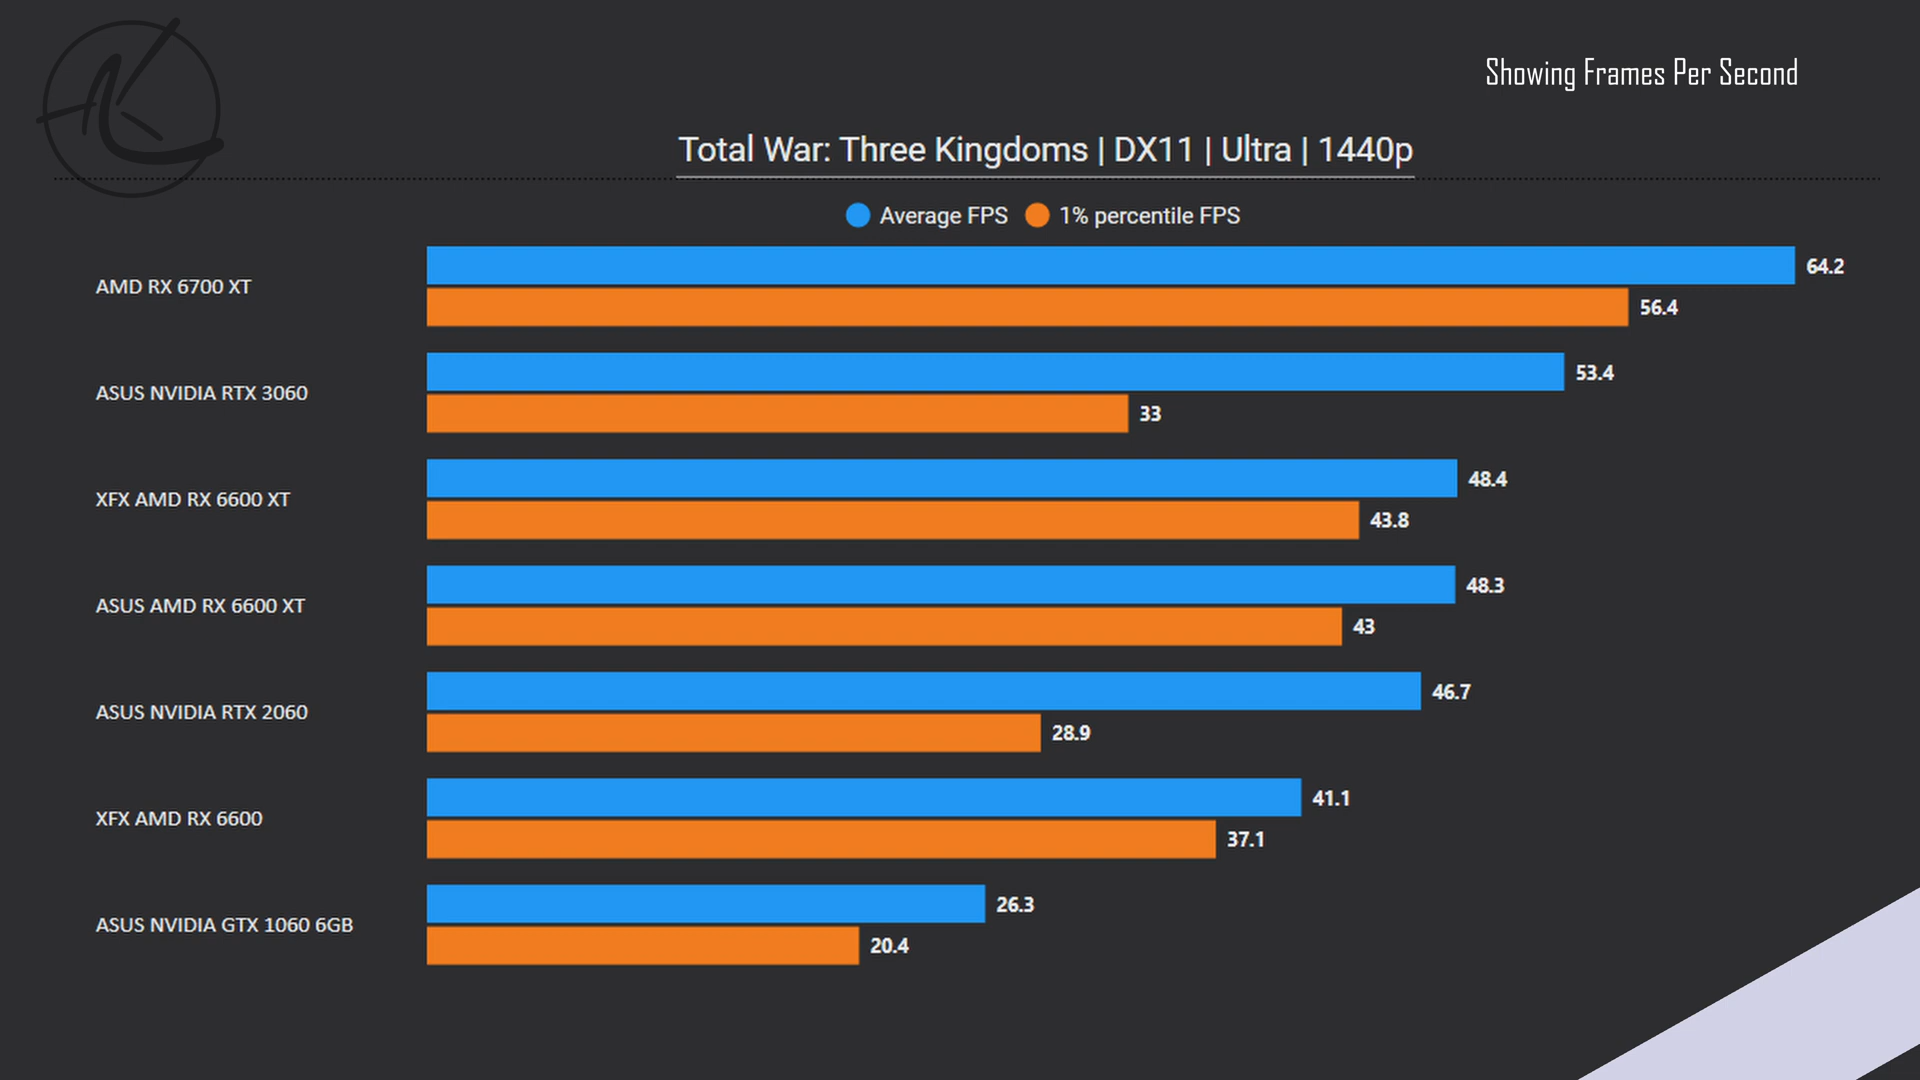 Showing Frames Per Second
Total War: Three Kingdoms | DX11 | Ultra | 1440p
Average FPS 1% percentile FPS
AMD RX 6700 XT
64.2
56.4
ASUS NVIDIA RTX 3060
53.4
33
XFX AMD RX 6600 XT
48.4
43.8
ASUS AMD RX 6600 XT
48.3
43
ASUS NVIDIA RTX 2060
46.7
28.9
XFX AMD RX 6600
41.1
37.1
ASUS NVIDIA GTX 1060 6GB
26.3
20.4